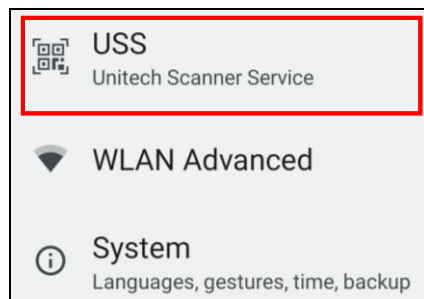 USS
Unitech Scanner Service
WLAN Advanced
System
Languages, gestures, time, backup